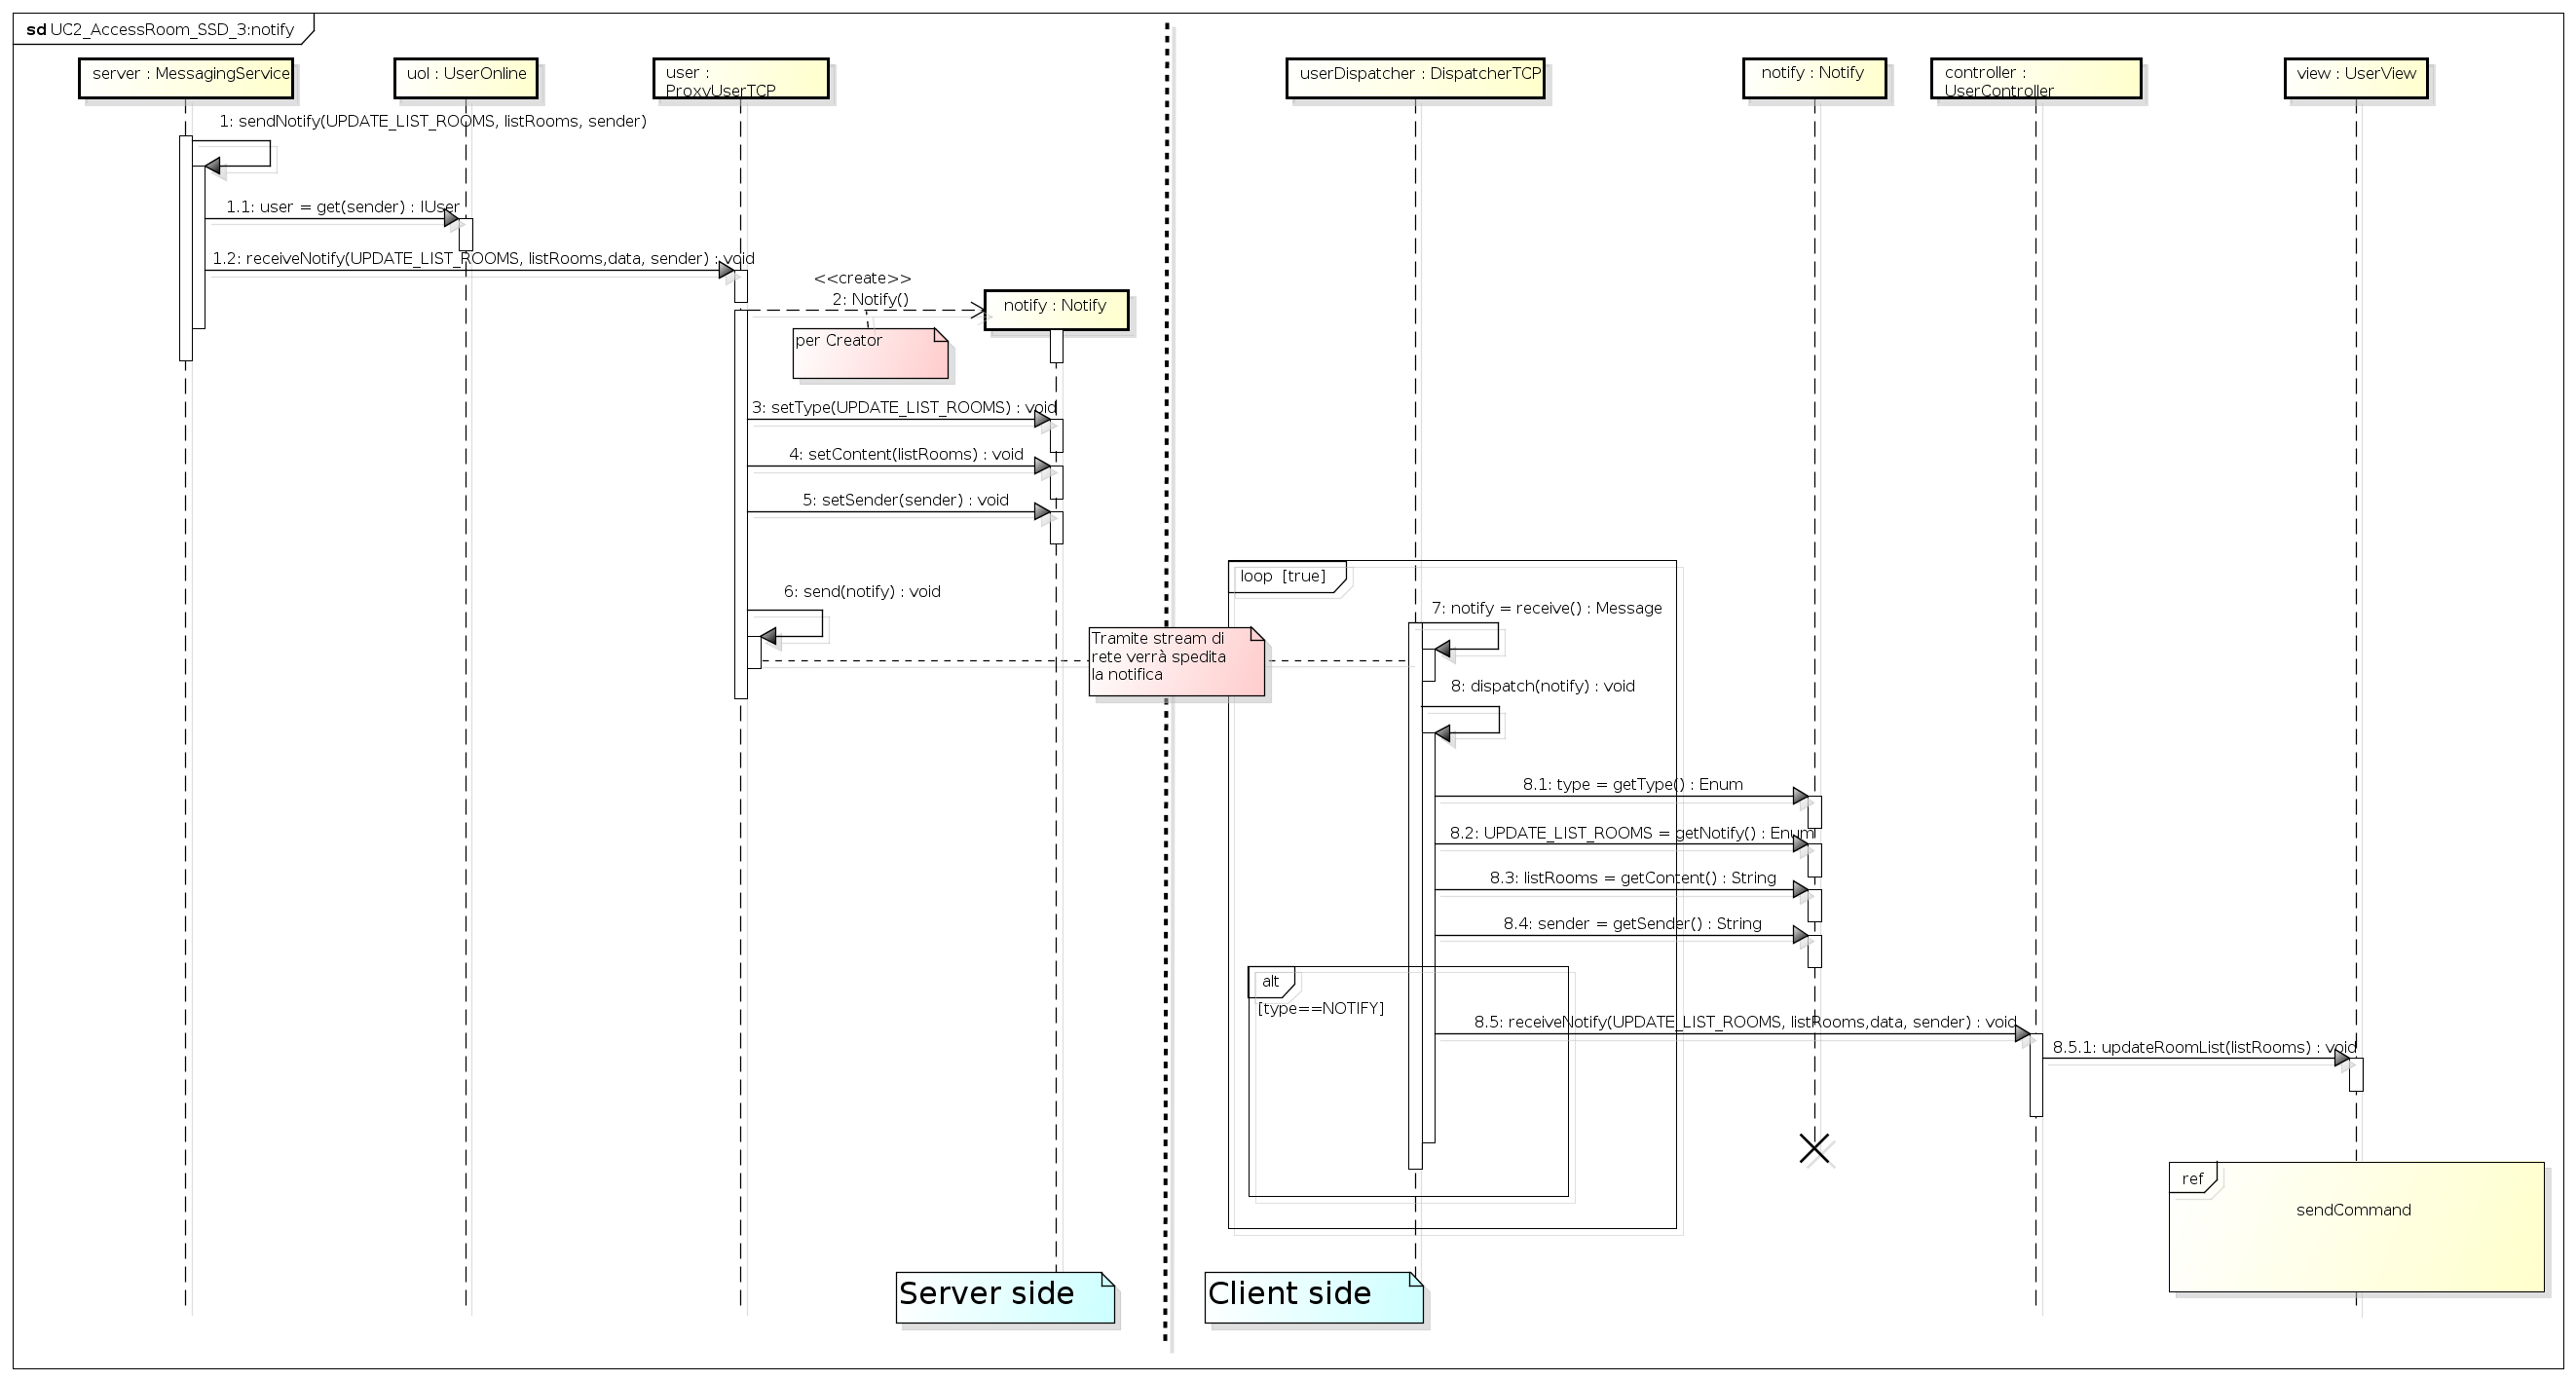 sd UC2_AccessRoom_SSD_3:notify
server : MessagingService
uol : UserOnline
user :
ProxyUserTCP
userDispatcher : DispatcherTCP
notify : Notify
controller :
UserController
view : UserView
1: sendNotify(UPDATE_LIST_ROOMS, listRooms, sender)
1.1: user = get(sender) : IUser
1.2: receiveNotify(UPDATE_LIST_ROOMS, listRooms,data, sender) : void
<<create>>
2: Notify()
notify : Notify
per Creator
3: setType(UPDATE_LIST_ROOMS) : void
4: setContent(listRooms) : void
5: setSender(sender) : void
6: send(notify) : void
loop [true]
7: notify = receive() : Message
Tramite stream di
rete verrà spedita
la notifica
8: dispatch(notify) : void
8.1: type = getType() : Enum
8.2: UPDATE_LIST_ROOMS = getNotify() : Enum
8.3: listRooms = getContent() : String
8.4: sender = getSender() : String
alt
[type==NOTIFY]
8.5: receiveNotify(UPDATE_LIST_ROOMS, listRooms,data, sender) : void
8.5.1: updateRoomList(listRooms) : void
ref
sendCommand
Server side
Client side